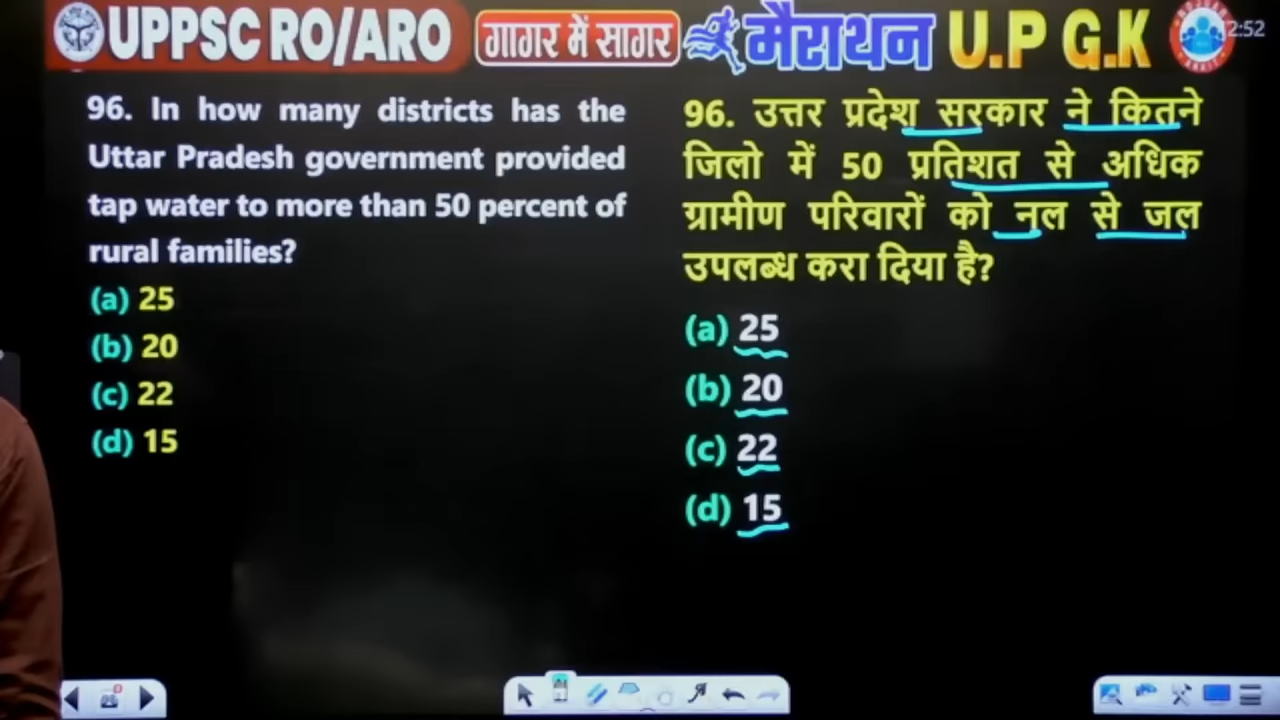 UPPSC RO/ARO गागर में सागर मैराथन U.P G.K
2:52
96. In how many districts has the
Uttar Pradesh government provided
tap water to more than 50 percent of
rural families?
(a) 25
(b) 20
(c) 22
(d) 15
96. उत्तर प्रदेश सरकार ने कितने
जिलो में 50 प्रतिशत से अधिक
ग्रामीण परिवारों को नल से जल
उपलब्ध करा दिया है?
(a) 25
(b) 20
(c) 22
(d) 15